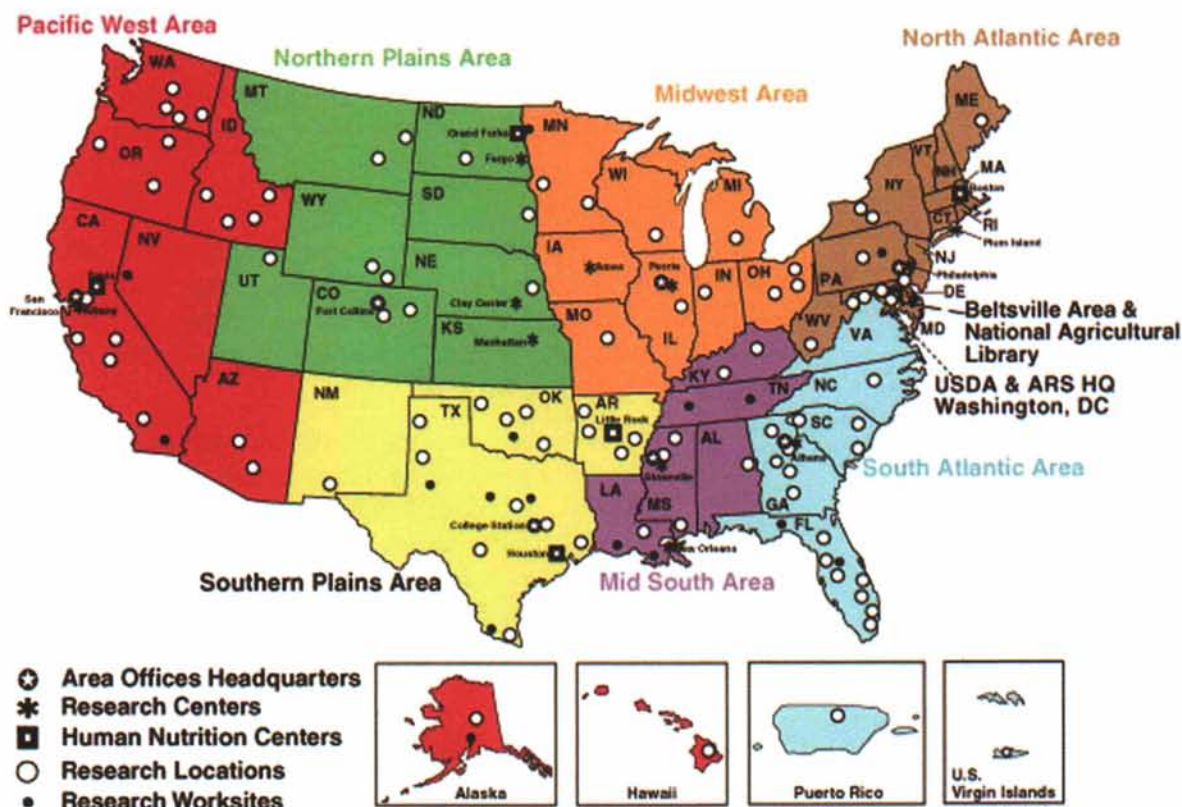 Pacific West Area
Northern Plains Area
North Atlantic Area
Midwest Area
WA
MT
ND
Grand Forks
Fargo
MN
ME
VT
NH
MA
Boston
OR
ID
SD
WI
MI
NY
CT
RI
Plum Island
WY
CA
NV
IA
Ames
NE
Peoria
IN
OH
PA
NJ
Philadelphia
DE
UT
CO
Fort Collins
Clay Center
San
Francisco
Albany
KS
Manhattan
MO
IL
WV
VA
MD
Beltsville Area &
National Agricultural
Library
USDA & ARS HQ
Washington, DC
KY
TN
NC
AZ
NM
TX
OK
AR
Little Rock
SC
AL
Athens
Stoneville
South Atlantic Area
LA
MS
GA
FL
College Station
New Orleans
Houston
Southern Plains Area
Mid South Area
Area Offices Headquarters
Research Centers
Human Nutrition Centers
Research Locations
Research Worksites
Alaska
Hawaii
Puerto Rico
U.S.
Virgin Islands